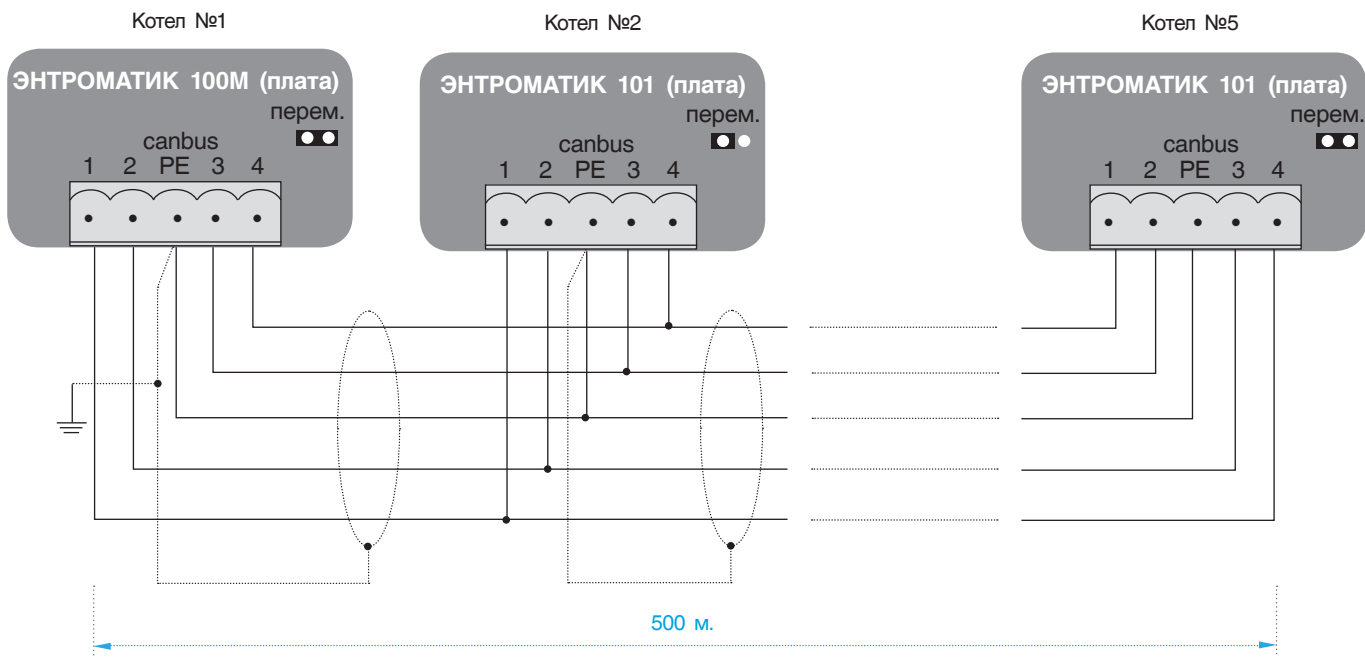 Котел №1
Котел №2
Котел №5
ЭНТРОМАТИК 100М (плата)
перем.
canbus
1 2 PE 3 4
ЭНТРОМАТИК 101 (плата)
перем.
canbus
1 2 PE 3 4
ЭНТРОМАТИК 101 (плата)
перем.
canbus
1 2 PE 3 4
500 м.